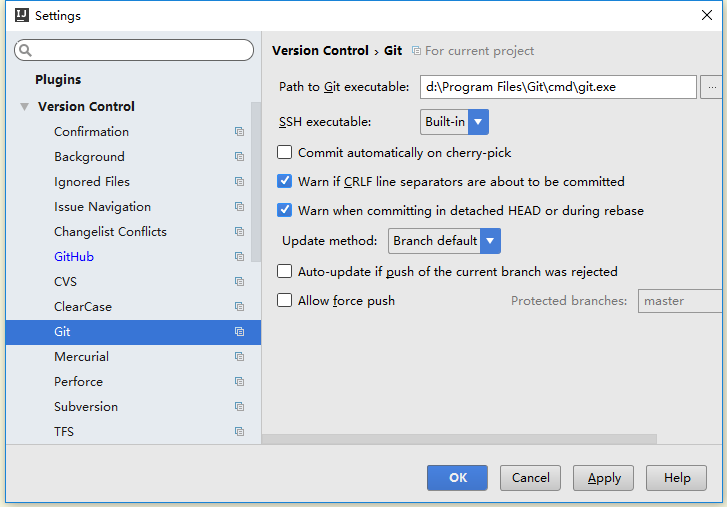 Settings
Plugins
Version Control
Confirmation
Background
Ignored Files
Issue Navigation
Changelist Conflicts
GitHub
CVS
ClearCase
Git
Mercurial
Perforce
Subversion
TFS
Version Control › Git For current project
Path to Git executable: d:\Program Files\Git\cmd\git.exe ...
SSH executable: Built-in
Commit automatically on cherry-pick
Warn if CRLF line separators are about to be committed
Warn when committing in detached HEAD or during rebase
Update method: Branch default
Auto-update if push of the current branch was rejected
Allow force push Protected branches: master
OK Cancel Apply Help